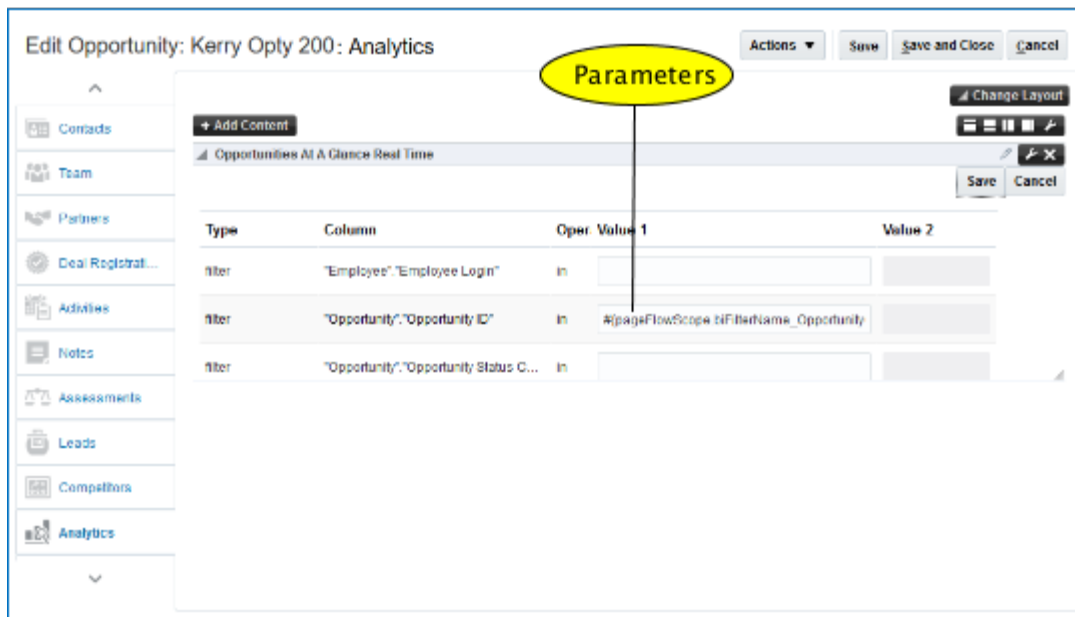 Edit Opportunity: Kerry Opty 200: Analytics
Actions Save Save and Close Cancel
Parameters
Change Layout
Contacts
+ Add Content
Opportunities At A Glance Real Time
Team
Save Cancel
Partners
Type Column Oper Value 1 Value 2
Deal Registrati...
filter "Employee"."Employee Login" in
Activities
filter "Opportunity"."Opportunity ID" in #{pageFlowScope.biFilterName_Opportunity
Notes
filter "Opportunity"."Opportunity Status C... in
Assessments
Leads
Competitors
Analytics